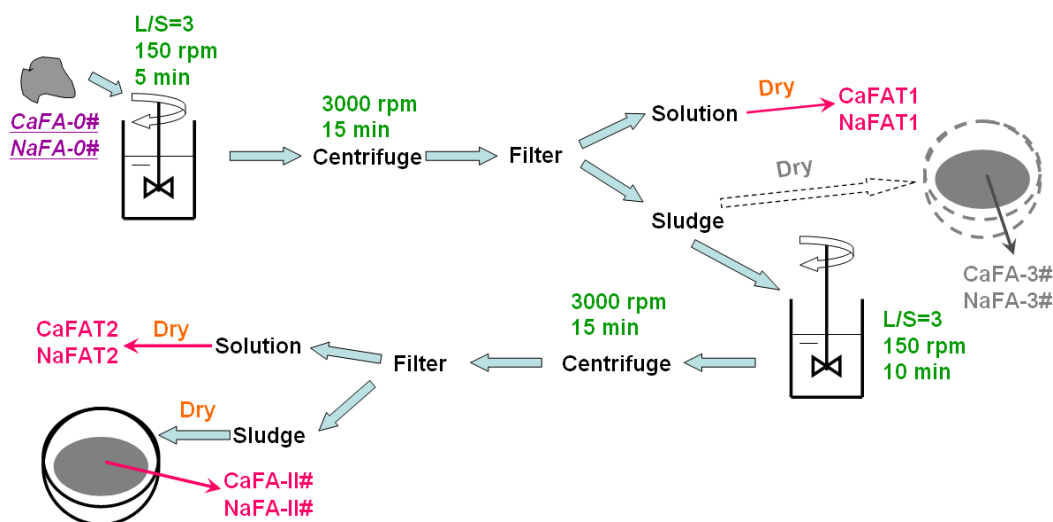 L/S=3
150 rpm
5 min
CaFA-0#
NaFA-0#
3000 rpm
15 min
Centrifuge
Filter
Solution
Dry
CaFAT1
NaFAT1
Dry
Sludge
CaFA-3#
NaFA-3#
L/S=3
150 rpm
10 min
3000 rpm
15 min
Centrifuge
Filter
Solution
Dry
CaFAT2
NaFAT2
Dry
Sludge
CaFA-II#
NaFA-II#